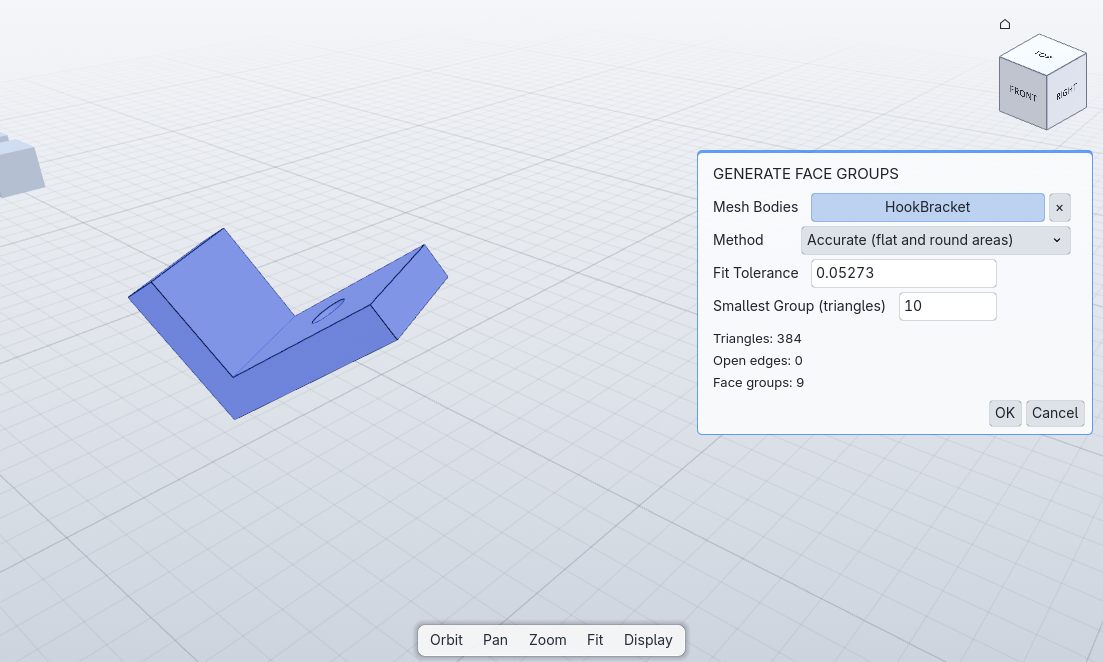 TOP
FRONT
RIGHT
GENERATE FACE GROUPS
Mesh Bodies HookBracket ×
Method Accurate (flat and round areas)
Fit Tolerance 0.05273
Smallest Group (triangles) 10
Triangles: 384
Open edges: 0
Face groups: 9
OK Cancel
Orbit Pan Zoom Fit Display